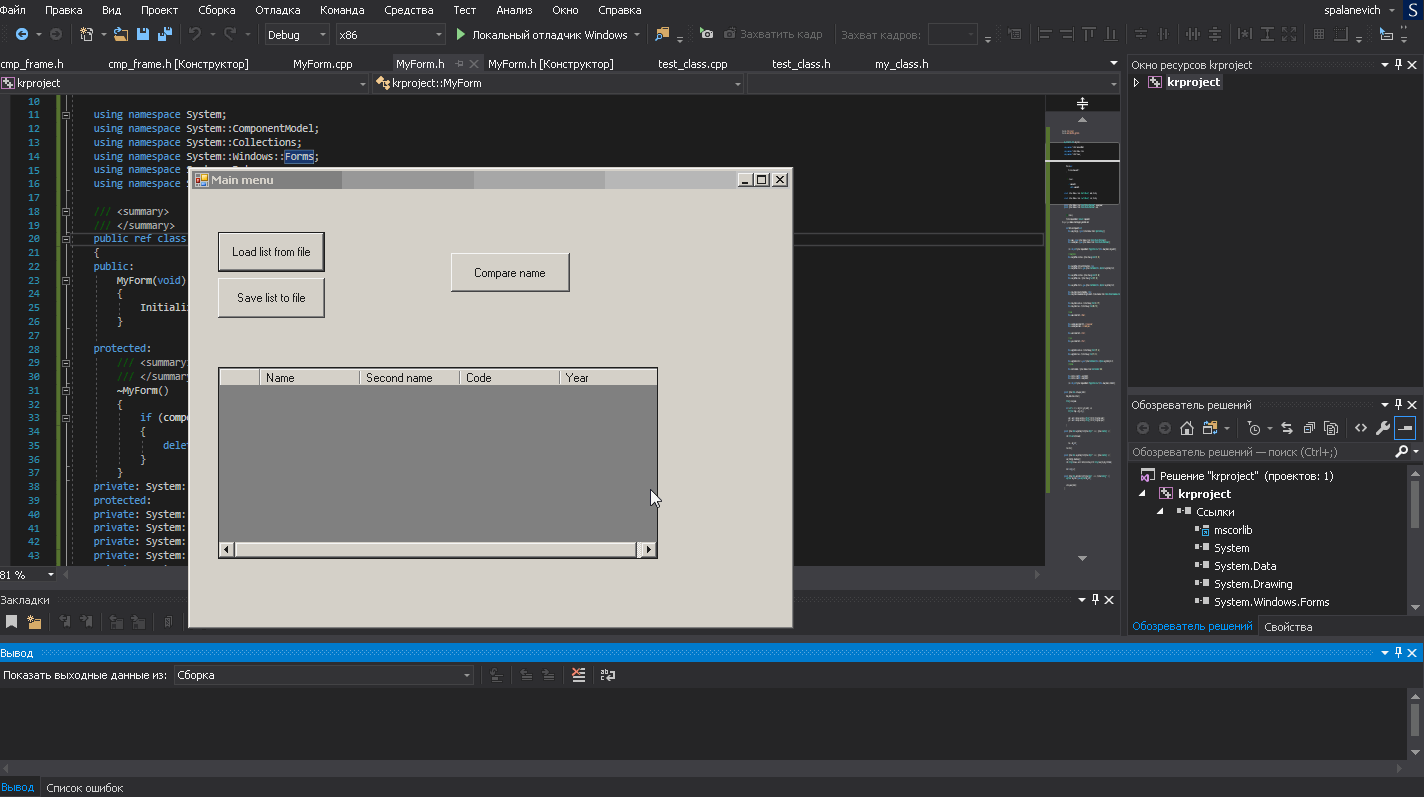 Файл Правка Вид Проект Сборка Отладка Команда Средства Тест Анализ Окно Справка spalanevich S
Debug x86 Локальный отладчик Windows Захватить кадр Захват кадров:
cmp_frame.h cmp_frame.h [Конструктор] MyForm.cpp MyForm.h MyForm.h [Конструктор] test_class.cpp test_class.h my_class.h
krproject krproject::MyForm
10
11 using namespace System;
12 using namespace System::ComponentModel;
13 using namespace System::Collections;
14 using namespace System::Windows::Forms;
15 using namespace
16 using namespace
17
18 /// <summary>
19 /// </summary>
20 public ref class
21 {
22 public:
23 MyForm(void)
24 {
25 Initiali
26 }
27
28 protected:
29 /// <summary
30 /// </summary
31 ~MyForm()
32 {
33 if (compo
34 {
35 delet
36 }
37 }
38 private: System:
39 protected:
40 private: System:
41 private: System:
42 private: System:
43 private: System:
81 %
Main menu
Load list from file
Save list to file
Compare name
Name Second name Code Year
Окно ресурсов krproject
krproject
Обозреватель решений
Обозреватель решений — поиск (Ctrl+;)
Решение "krproject" (проектов: 1)
krproject
Ссылки
mscorlib
System
System.Data
System.Drawing
System.Windows.Forms
Обозреватель решений Свойства
Закладки
Вывод
Показать выходные данные из: Сборка
Вывод Список ошибок